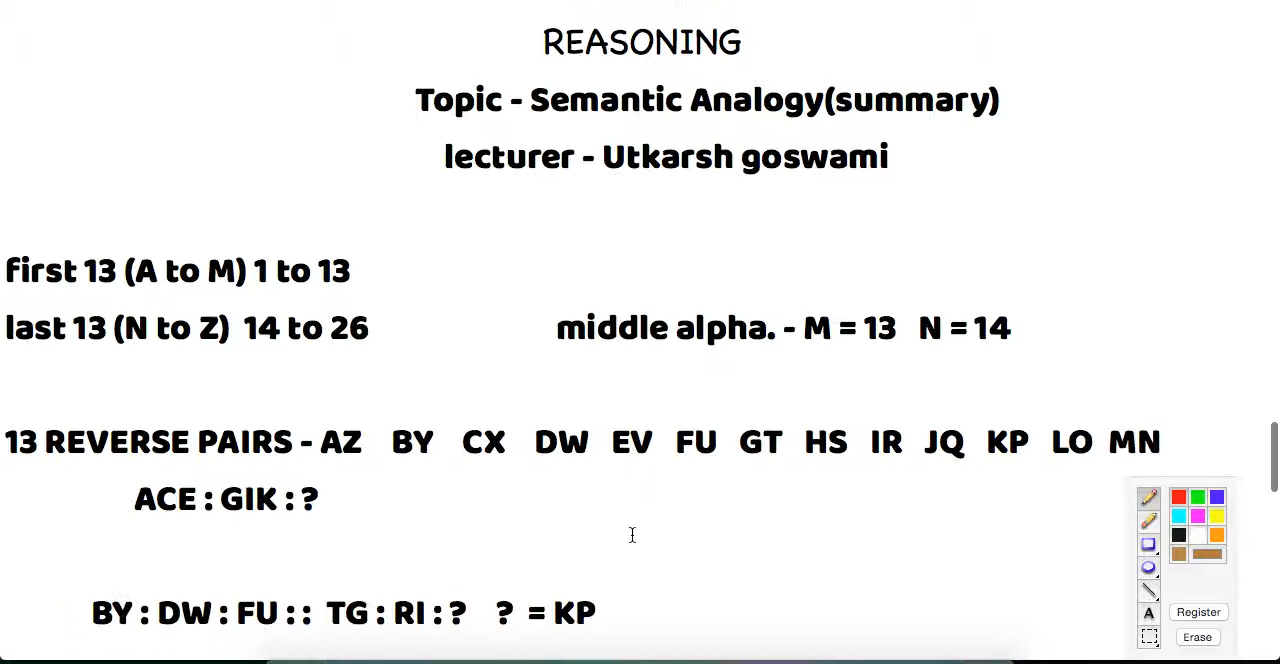 REASONING
Topic - Semantic Analogy(summary)
lecturer - Utkarsh goswami
first 13 (A to M) 1 to 13
last 13 (N to Z) 14 to 26 middle alpha. - M = 13 N = 14
13 REVERSE PAIRS - AZ BY CX DW EV FU GT HS IR JQ KP LO MN
ACE : GIK : ?
BY : DW : FU : : TG : RI : ? ? = KP
A
Register
Erase